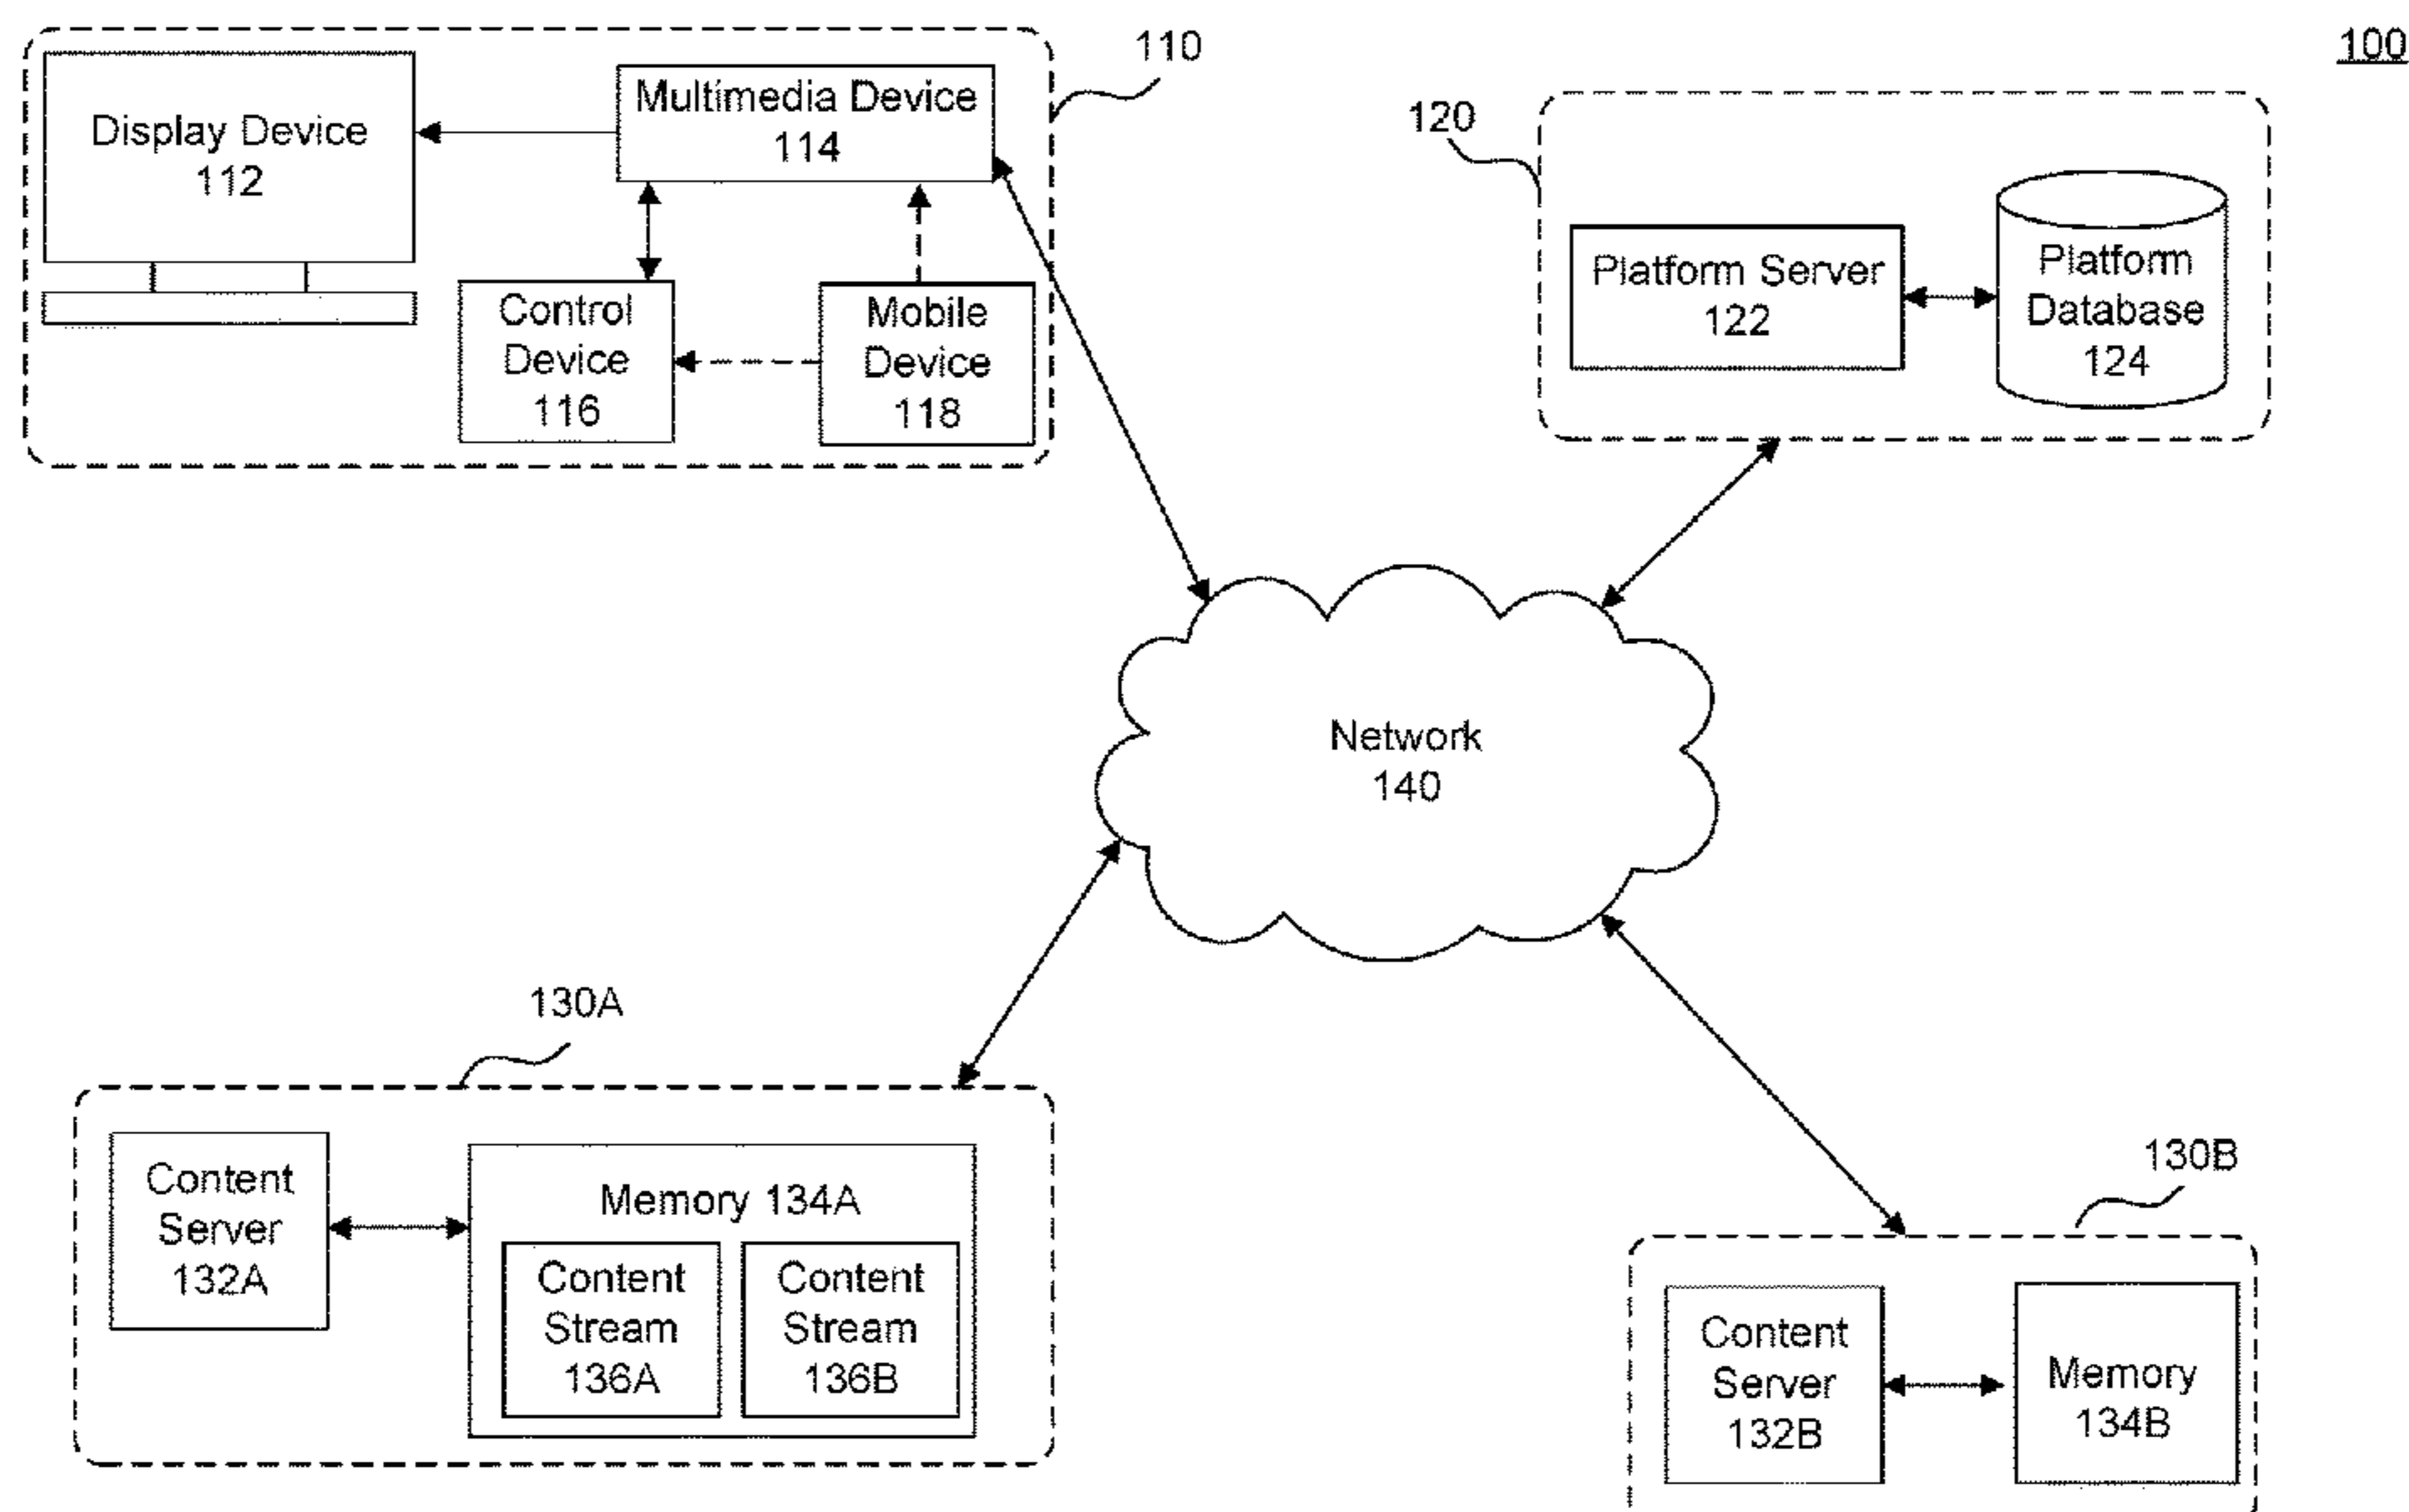 100
110
Display Device
112
Multimedia Device
114
Control
Device
116
Mobile
Device
118
120
Platform Server
122
Platform
Database
124
Network
140
130A
Content
Server
132A
Memory 134A
Content
Stream
136A
Content
Stream
136B
130B
Content
Server
132B
Memory
134B